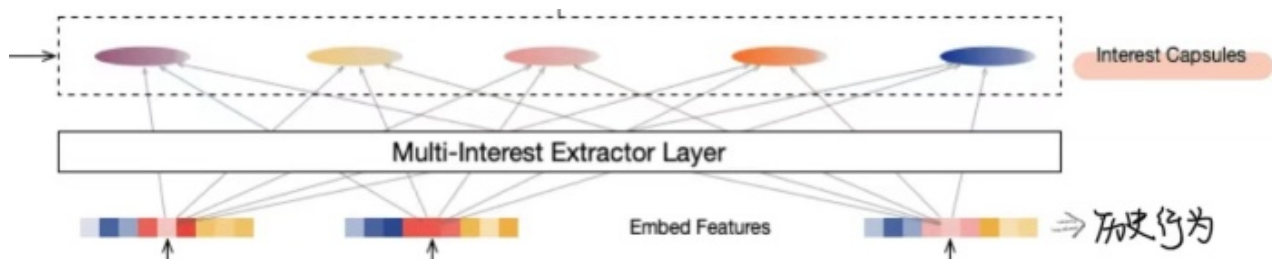 Interest Capsules
Multi-Interest Extractor Layer
Embed Features
历史行为